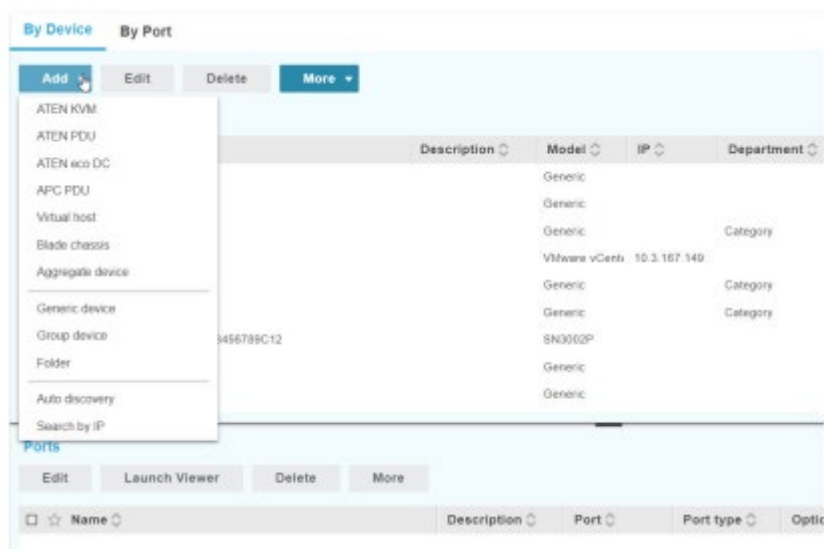 By Device By Port
Add Edit Delete More
ATEN KVM
ATEN PDU
ATEN eco DC
APC PDU
Virtual host
Blade chassis
Aggregate device
Generic device
Group device
Folder
Auto discovery
Search by IP
Description Model IP Department
Generic
Generic
Generic Category
VMware vCent 10.3.167.149
Generic Category
Generic Category
3456789C12 SN3002P
Generic
Generic
Ports
Edit Launch Viewer Delete More
Name Description Port Port type Optic